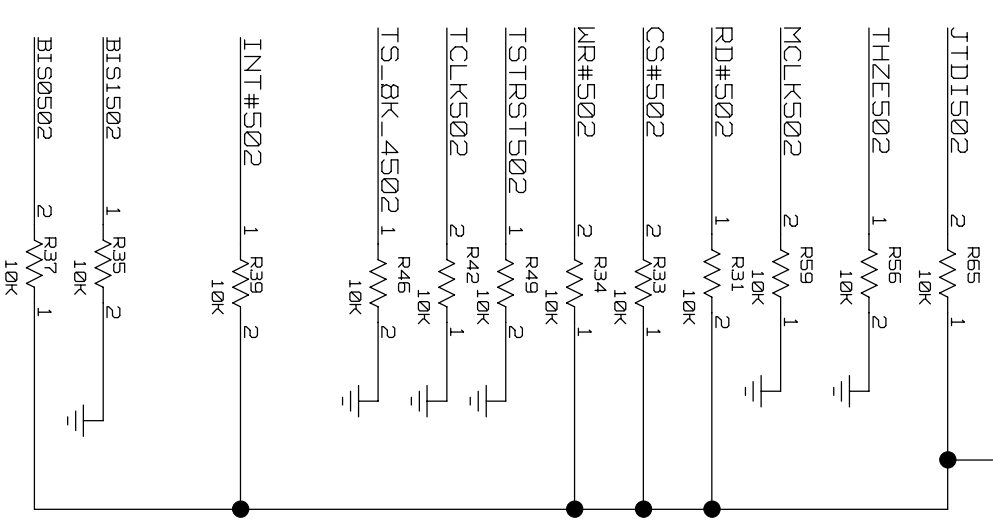 JTDI502
2
R65
10K
1
THZE502
1
R56
10K
2
MCLK502
2
R59
10K
1
RD#502
1
R31
10K
2
CS#502
2
R33
10K
1
WR#502
2
R34
10K
1
TSTRST502
1
R49
10K
2
TCLK502
2
R42
10K
1
TS_8K_4502
1
R46
10K
2
INT#502
1
R39
10K
2
BIS1502
1
R35
10K
2
BIS0502
2
R37
10K
1